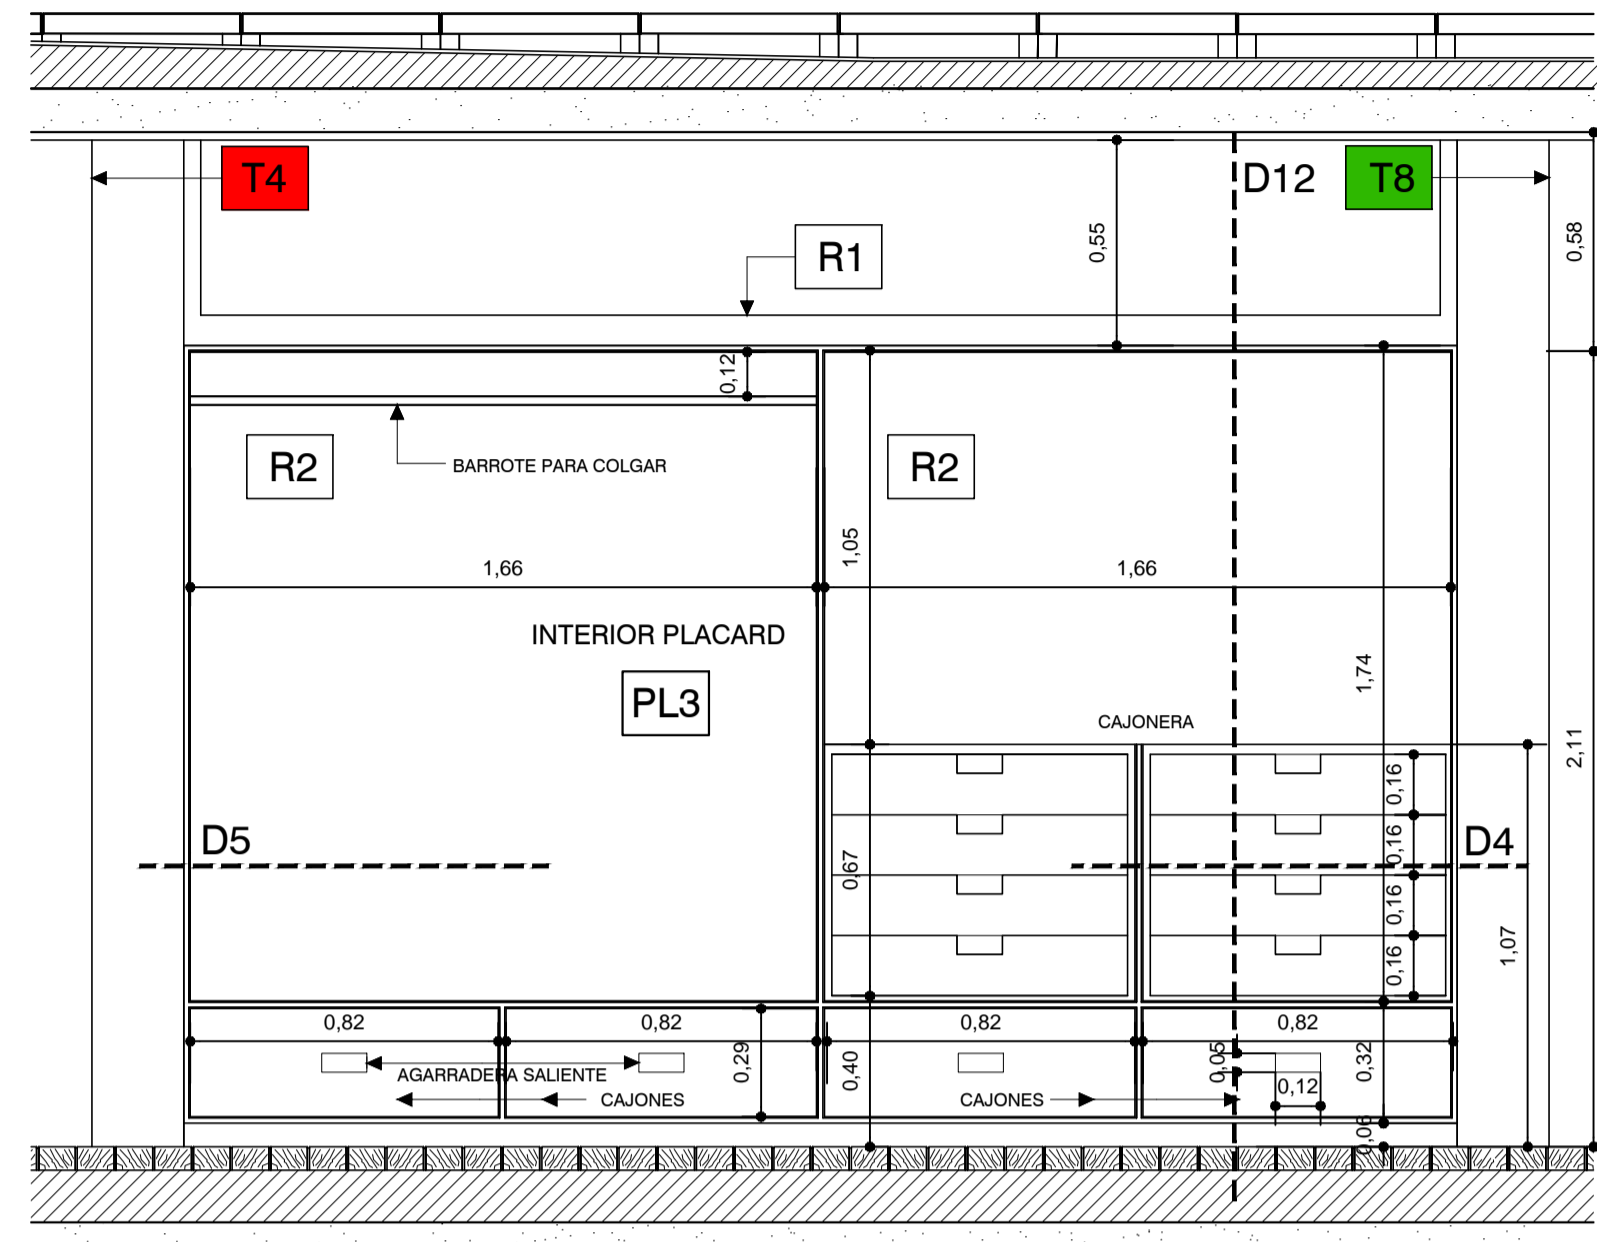 T4
D12
T8
R1
0,55
0,58
0,12
R2
BARROTE PARA COLGAR
R2
1,05
1,66
1,66
INTERIOR PLACARD
PL3
1,74
CAJONERA
2,11
0,16
0,16
0,16
0,16
D5
D4
0,67
1,07
0,82
0,82
0,82
0,82
0,29
0,40
0,05
0,32
AGARRADERA SALIENTE
0,12
CAJONES
CAJONES
0,06